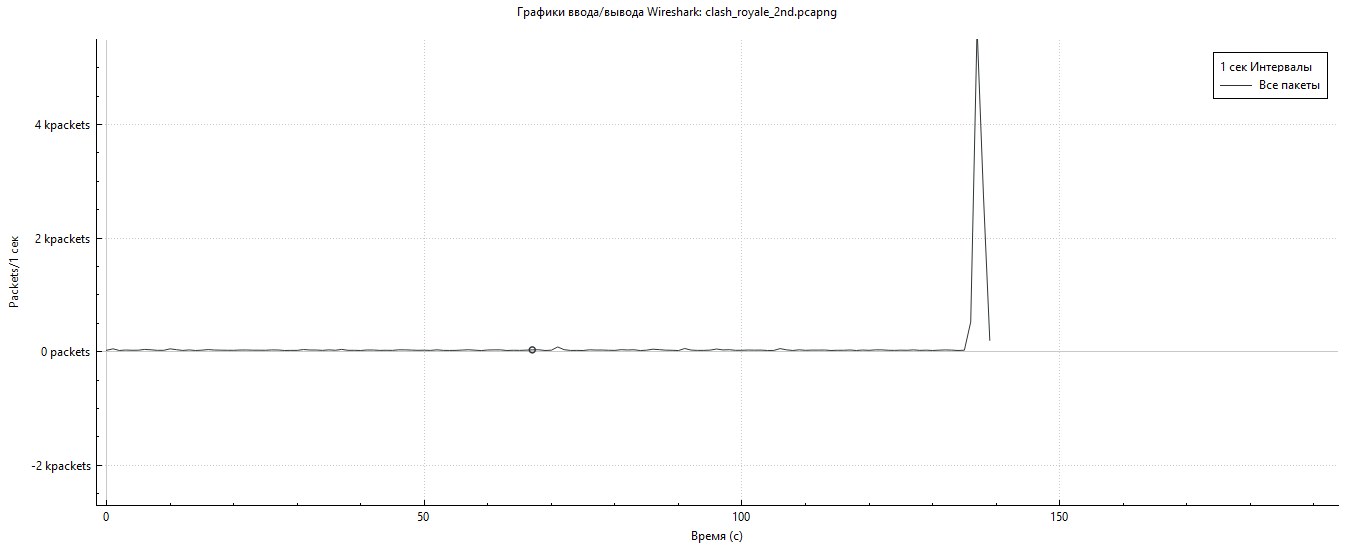 Графики ввода/вывода Wireshark: clash_royale_2nd.pcapng
1 сек Интервалы
Все пакеты
4 kpackets
2 kpackets
0 packets
-2 kpackets
Packets/1 сек
0
50
100
150
Время (с)